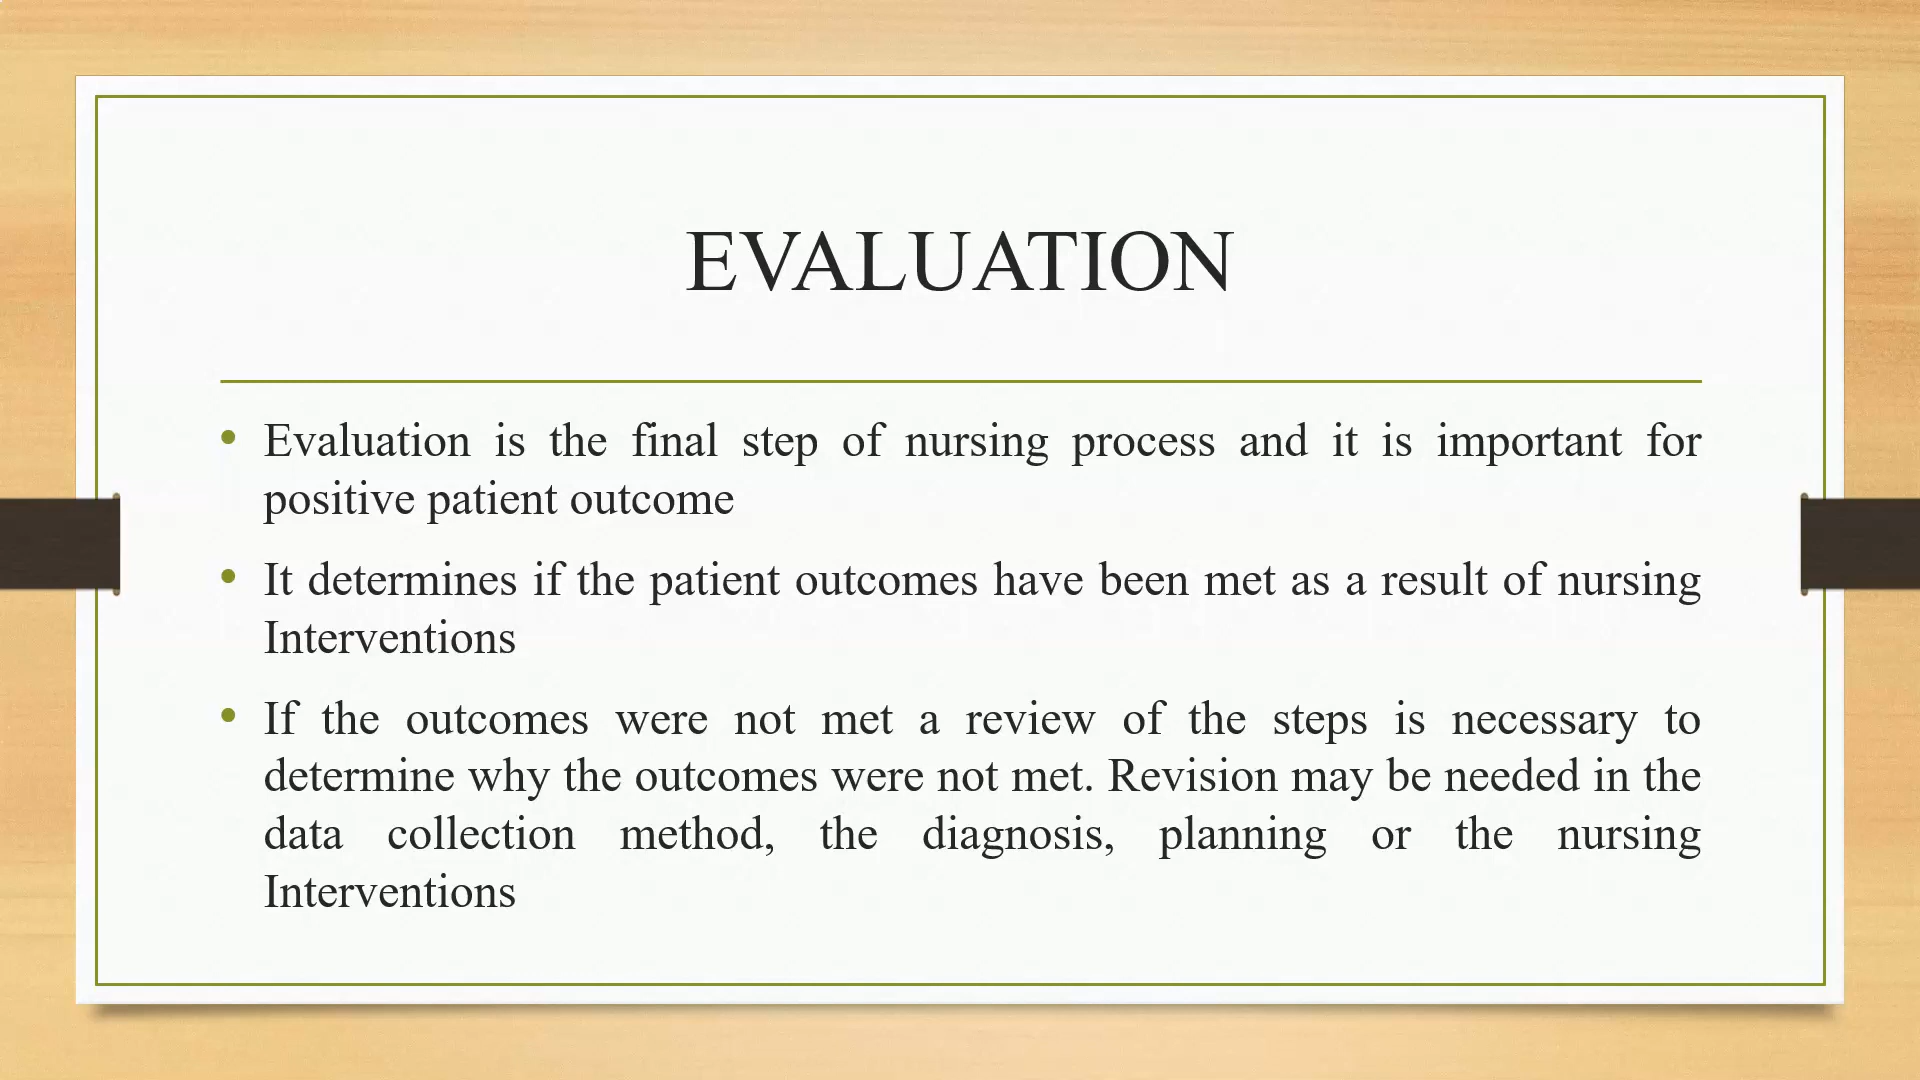 EVALUATION
• Evaluation is the final step of nursing process and it is important for
positive patient outcome
• It determines if the patient outcomes have been met as a result of nursing
Interventions
• If the outcomes were not met a review of the steps is necessary to
determine why the outcomes were not met. Revision may be needed in the
data collection method, the diagnosis, planning or the nursing
Interventions